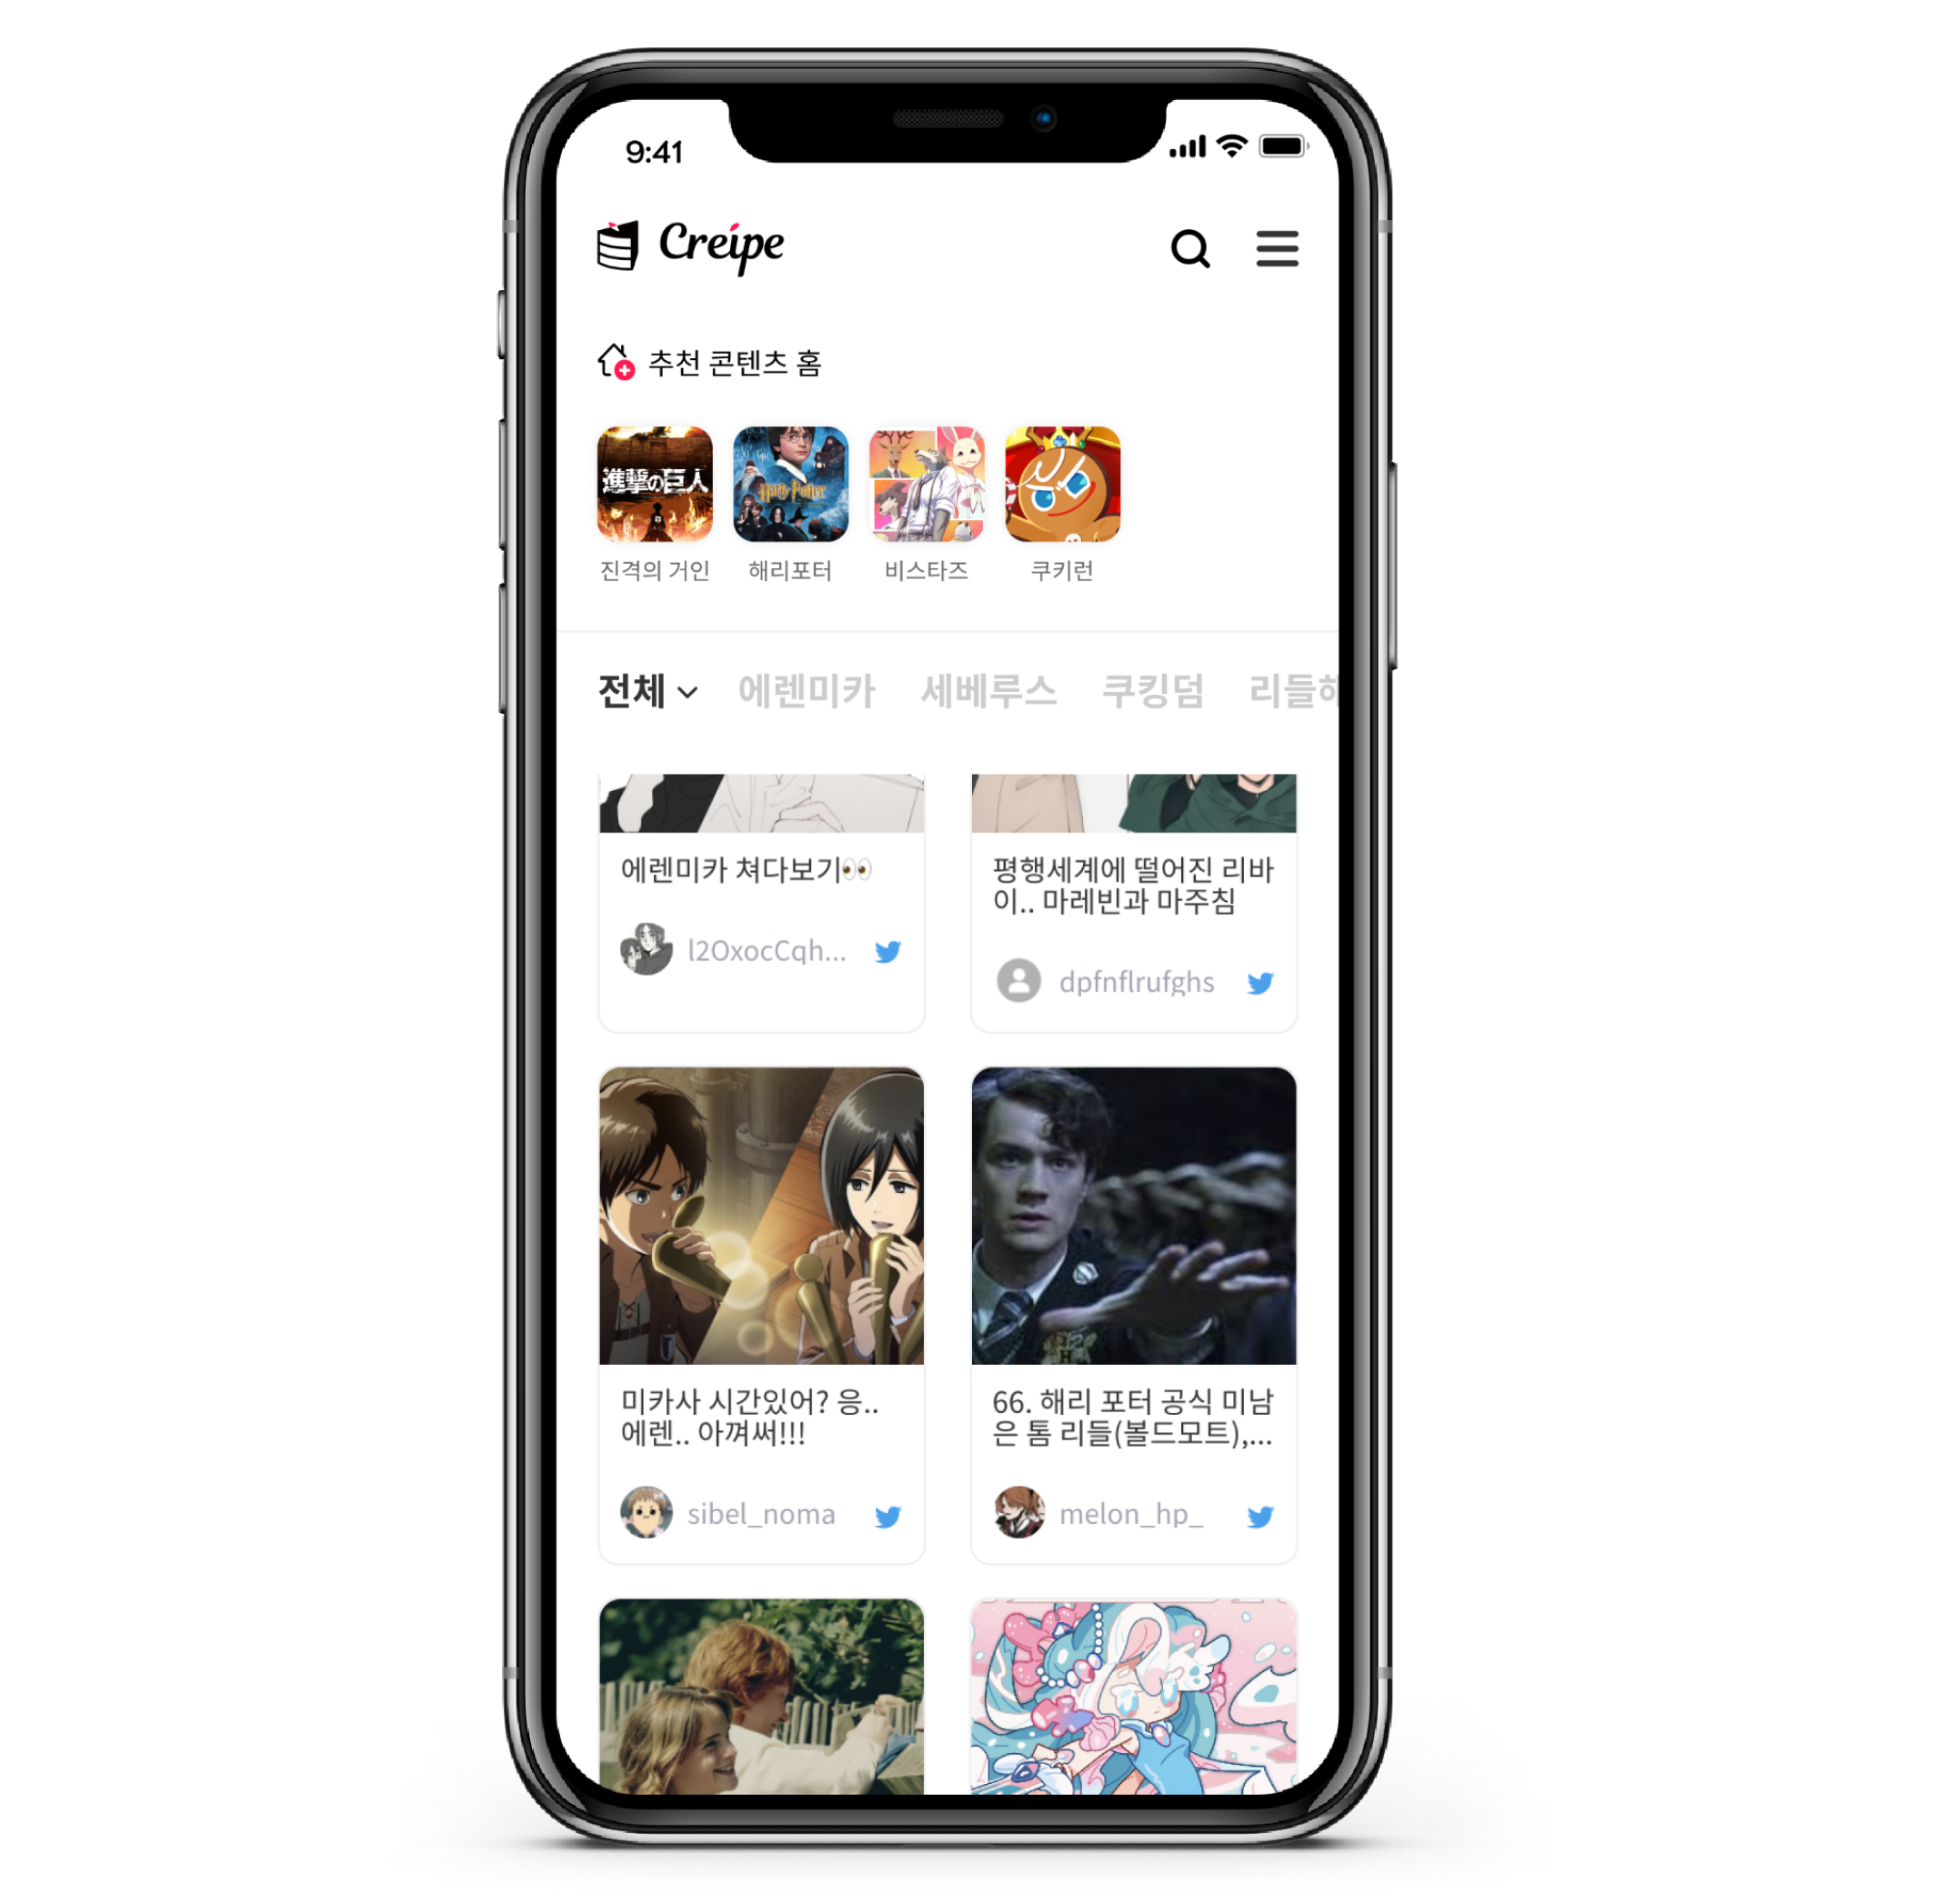 9:41
Creipe
추천 콘텐츠 홈
進撃の巨人
Harry Potter
진격의 거인
해리포터
비스타즈
쿠키런
전체
에렌미카
세베루스
쿠킹덤
리들해
에렌미카 쳐다보기👀
l2OxocCqh...
평행세계에 떨어진 리바
이.. 마레빈과 마주침
dpfnflrufghs
미카사 시간있어? 응..
에렌.. 아껴써!!!
sibel_noma
66. 해리 포터 공식 미남
은 톰 리들(볼드모트),...
melon_hp_